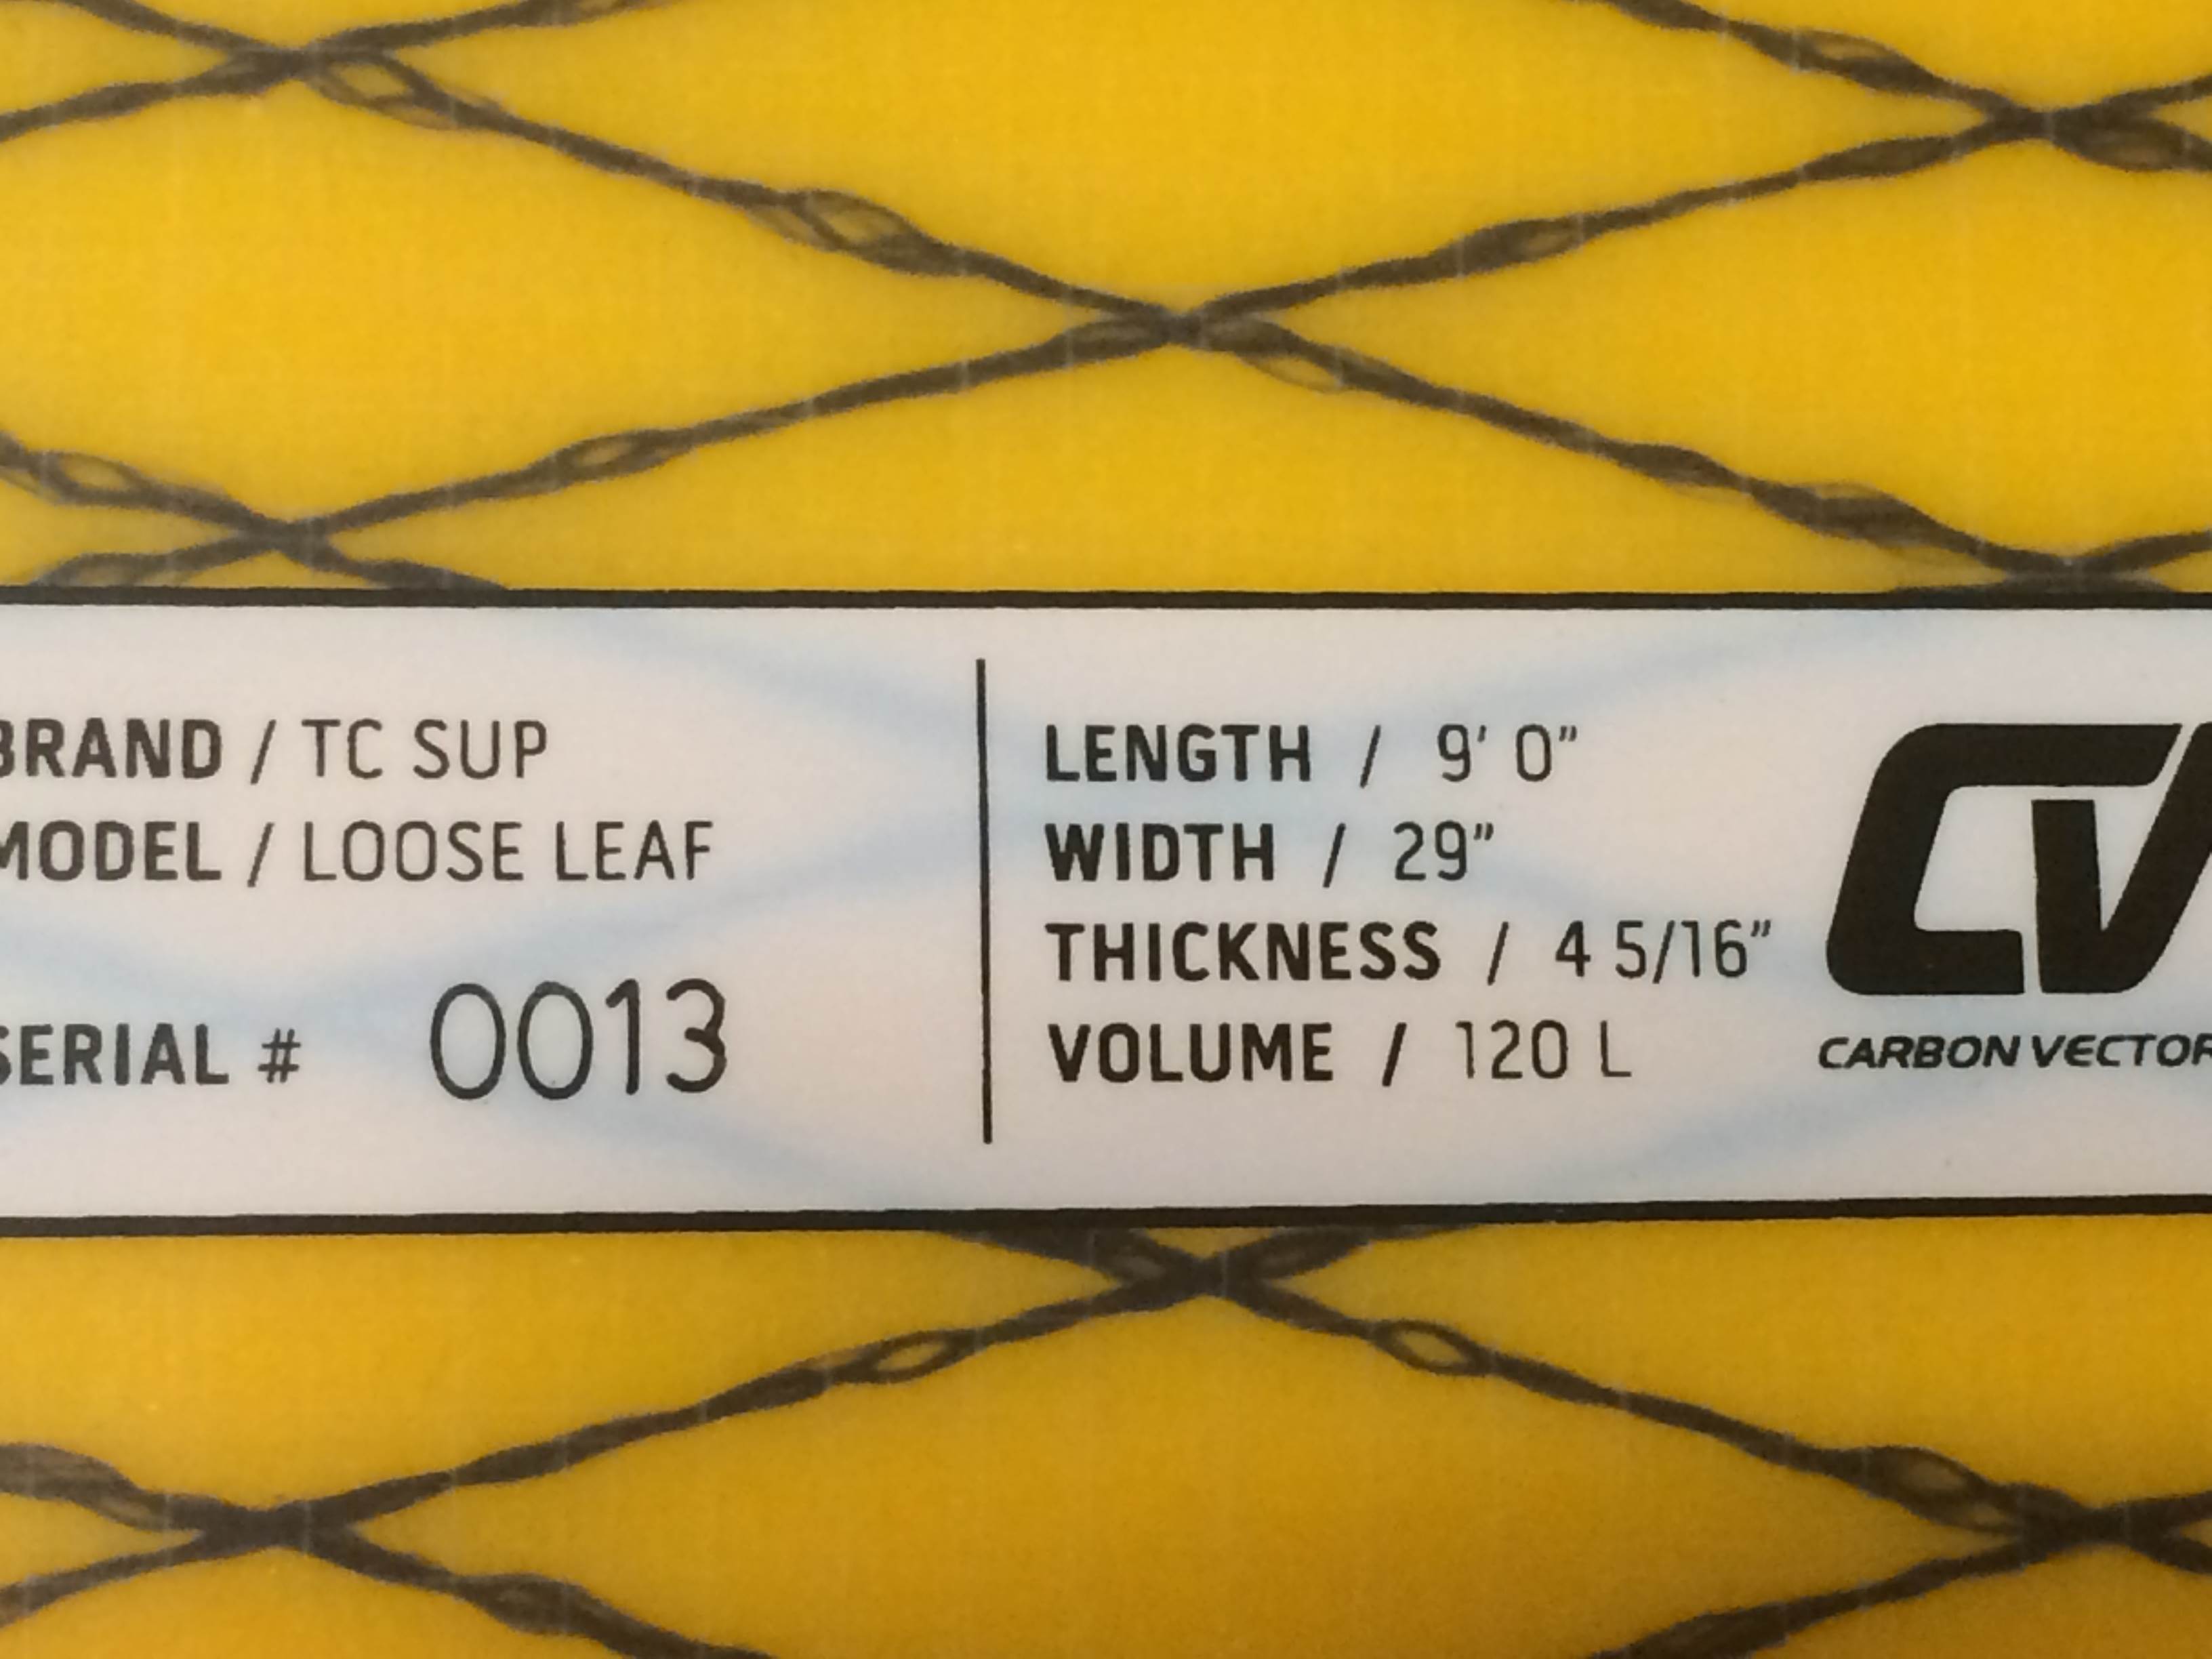 BRAND / TC SUP
MODEL / LOOSE LEAF
SERIAL # 0013
LENGTH / 9' 0"
WIDTH / 29"
THICKNESS / 4 5/16"
VOLUME / 120 L
CV
CARBON VECTOR